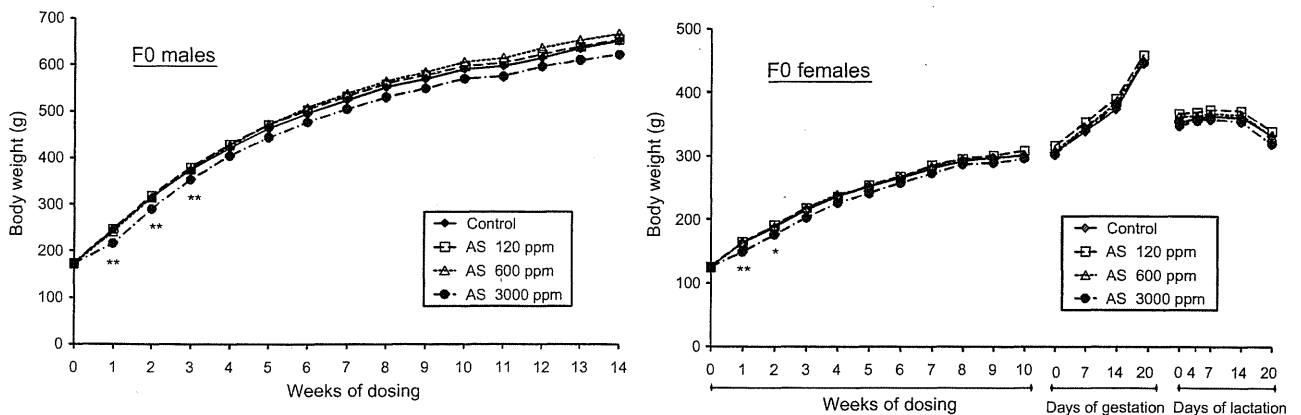 F0 males
Body weight (g)
700
600
500
400
300
200
100
0
**
**
**
Control
AS 120 ppm
AS 600 ppm
AS 3000 ppm
0 1 2 3 4 5 6 7 8 9 10 11 12 13 14
Weeks of dosing
F0 females
Body weight (g)
500
400
300
200
100
0
**
*
Control
AS 120 ppm
AS 600 ppm
AS 3000 ppm
0 1 2 3 4 5 6 7 8 9 10 0 7 14 20 0 4 7 14 20
Weeks of dosing Days of gestation Days of lactation